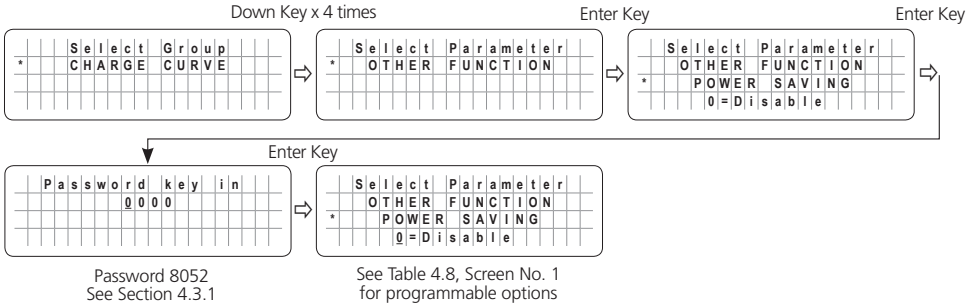 Down Key x 4 times
Enter Key
Enter Key
Select Group
* CHARGE CURVE
Select Parameter
* OTHER FUNCTION
Select Parameter
OTHER FUNCTION
* POWER SAVING
0=Disable
Enter Key
Password key in
0000
Select Parameter
OTHER FUNCTION
* POWER SAVING
0=Disable
Password 8052
See Section 4.3.1
See Table 4.8, Screen No. 1
for programmable options